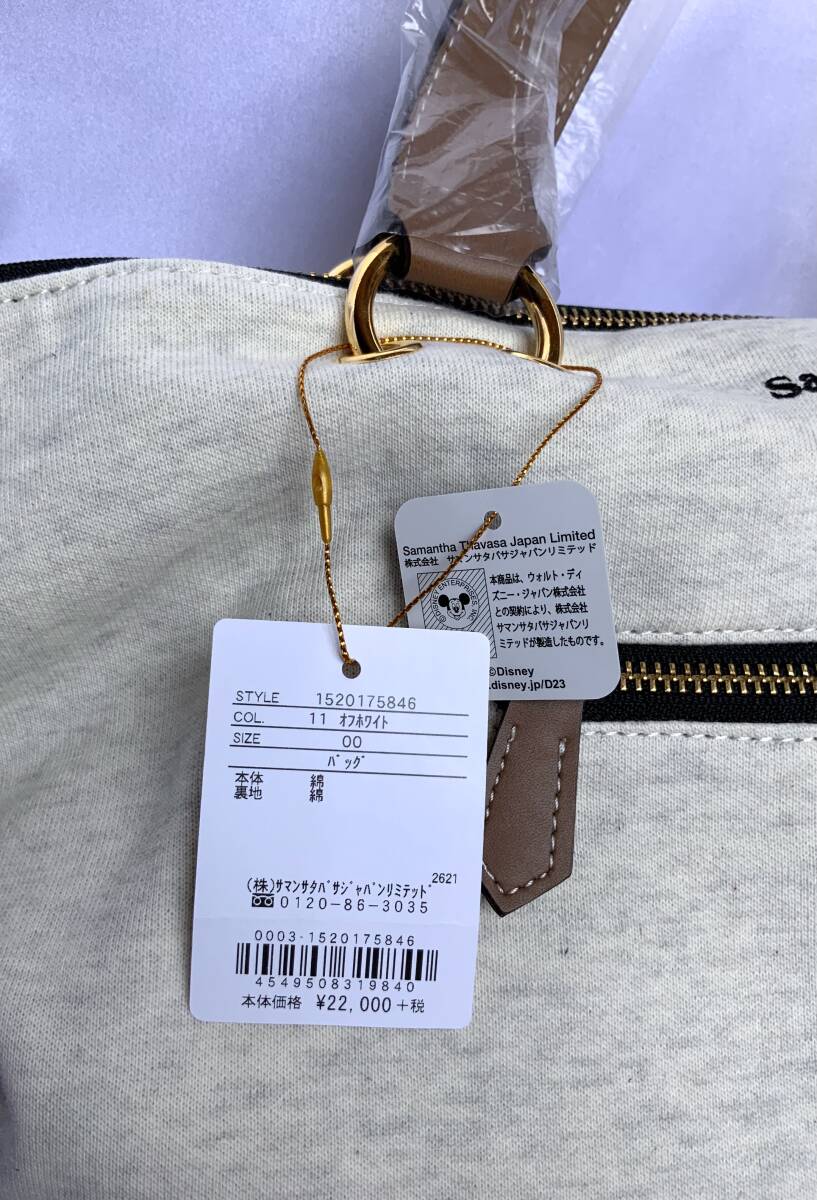 Sa
Samantha Thavasa Japan Limited
株式会社 サマンサタバサジャパンリミテッド
© DISNEY ENTERPRISES INC
本商品は、ウォルト・ディ
ズニー・ジャパン株式会社
との契約により、株式会社
サマンサタバサジャパンリ
ミテッドが製造したものです。
©Disney
.disney.jp/D23
STYLE 1520175846
COL. 11 ｵﾌﾎﾜｲﾄ
SIZE 00
ﾊﾞｯｸﾞ
本体 綿
裏地 綿
2621
(株)ｻﾏﾝｻﾀﾊﾞｻｼﾞｬﾊﾟﾝﾘﾐﾃｯﾄﾞ
0120-86-3035
0003-1520175846
4549508319840
本体価格 ¥22,000+税